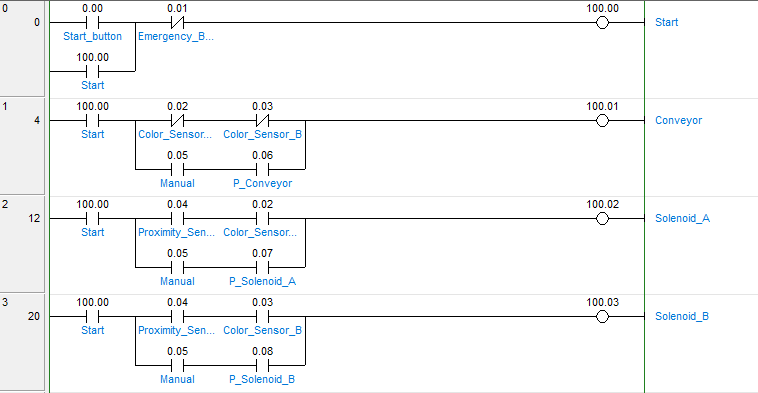 0 0.00 0.01 100.00
0 Start
Start_button Emergency_B...
100.00
Start
1 100.00 0.02 0.03 100.01
4 Conveyor
Start Color_Sensor... Color_Sensor_B
0.05 0.06
Manual P_Conveyor
2 100.00 0.04 0.02 100.02
12 Solenoid_A
Start Proximity_Sen... Color_Sensor...
0.05 0.07
Manual P_Solenoid_A
3 100.00 0.04 0.03 100.03
20 Solenoid_B
Start Proximity_Sen... Color_Sensor_B
0.05 0.08
Manual P_Solenoid_B